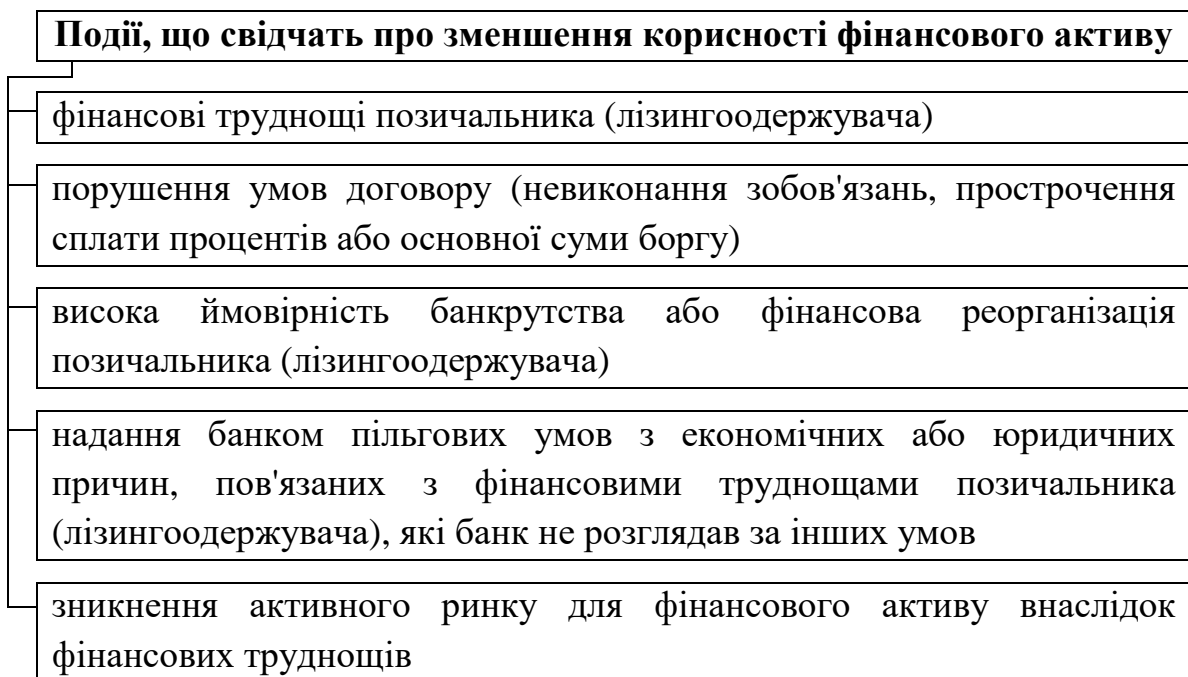 Події, що свідчать про зменшення корисності фінансового активу
фінансові труднощі позичальника (лізингоодержувача)
порушення умов договору (невиконання зобов'язань, прострочення
сплати процентів або основної суми боргу)
висока ймовірність банкрутства або фінансова реорганізація
позичальника (лізингоодержувача)
надання банком пільгових умов з економічних або юридичних
причин, пов'язаних з фінансовими труднощами позичальника
(лізингоодержувача), які банк не розглядав за інших умов
зникнення активного ринку для фінансового активу внаслідок
фінансових труднощів